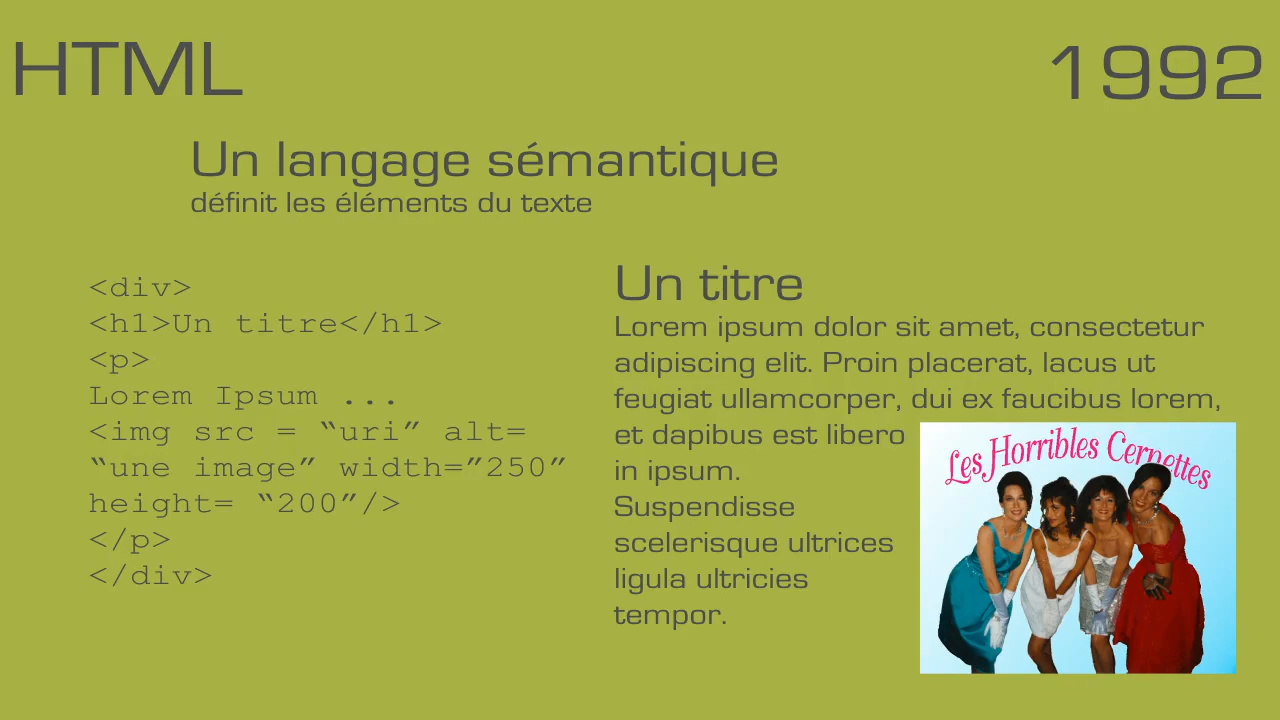 HTML
1992
Un langage sémantique
définit les éléments du texte
<div>
<h1>Un titre</h1>
<p>
Lorem Ipsum ...
<img src = “uri” alt=
“une image” width=”250”
height= “200”/>
</p>
</div>
Un titre
Lorem ipsum dolor sit amet, consectetur
adipiscing elit. Proin placerat, lacus ut
feugiat ullamcorper, dui ex faucibus lorem,
et dapibus est libero
in ipsum.
Suspendisse
scelerisque ultrices
ligula ultricies
tempor.
Les Horribles Cernettes